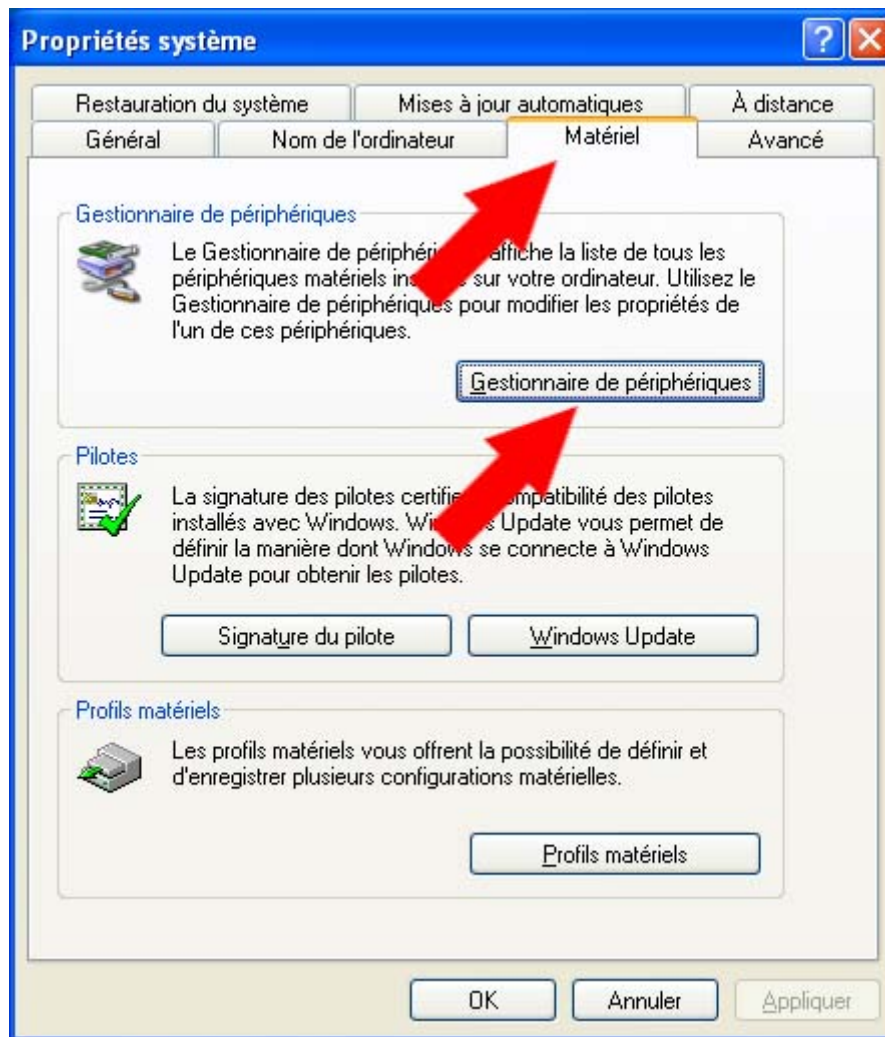 Propriétés système
Restauration du système Mises à jour automatiques À distance
Général Nom de l'ordinateur Matériel Avancé
Gestionnaire de périphériques
Le Gestionnaire de affiche la liste de tous les
périphériques matériels sur votre ordinateur. Utilisez le
Gestionnaire de périphériques pour modifier les propriétés de
l'un de ces périphériques.
Gestionnaire de périphériques
Pilotes
La signature des pilotes certifie des pilotes
installés avec Windows. Update vous permet de
définir la manière dont Windows se connecte à Windows
Update pour obtenir les pilotes.
Signature du pilote Windows Update
Profils matériels
Les profils matériels vous offrent la possibilité de définir et
d'enregistrer plusieurs configurations matérielles.
Profils matériels
OK Annuler Appliquer